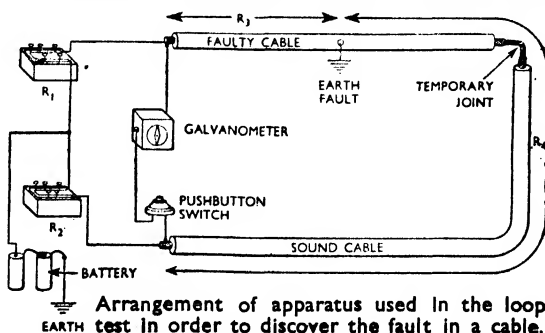 R3
FAULTY CABLE
EARTH
FAULT
TEMPORARY
JOINT
R1
GALVANOMETER
R4
PUSHBUTTON
SWITCH
R2
SOUND CABLE
BATTERY
EARTH
Arrangement of apparatus used in the loop
test in order to discover the fault in a cable.